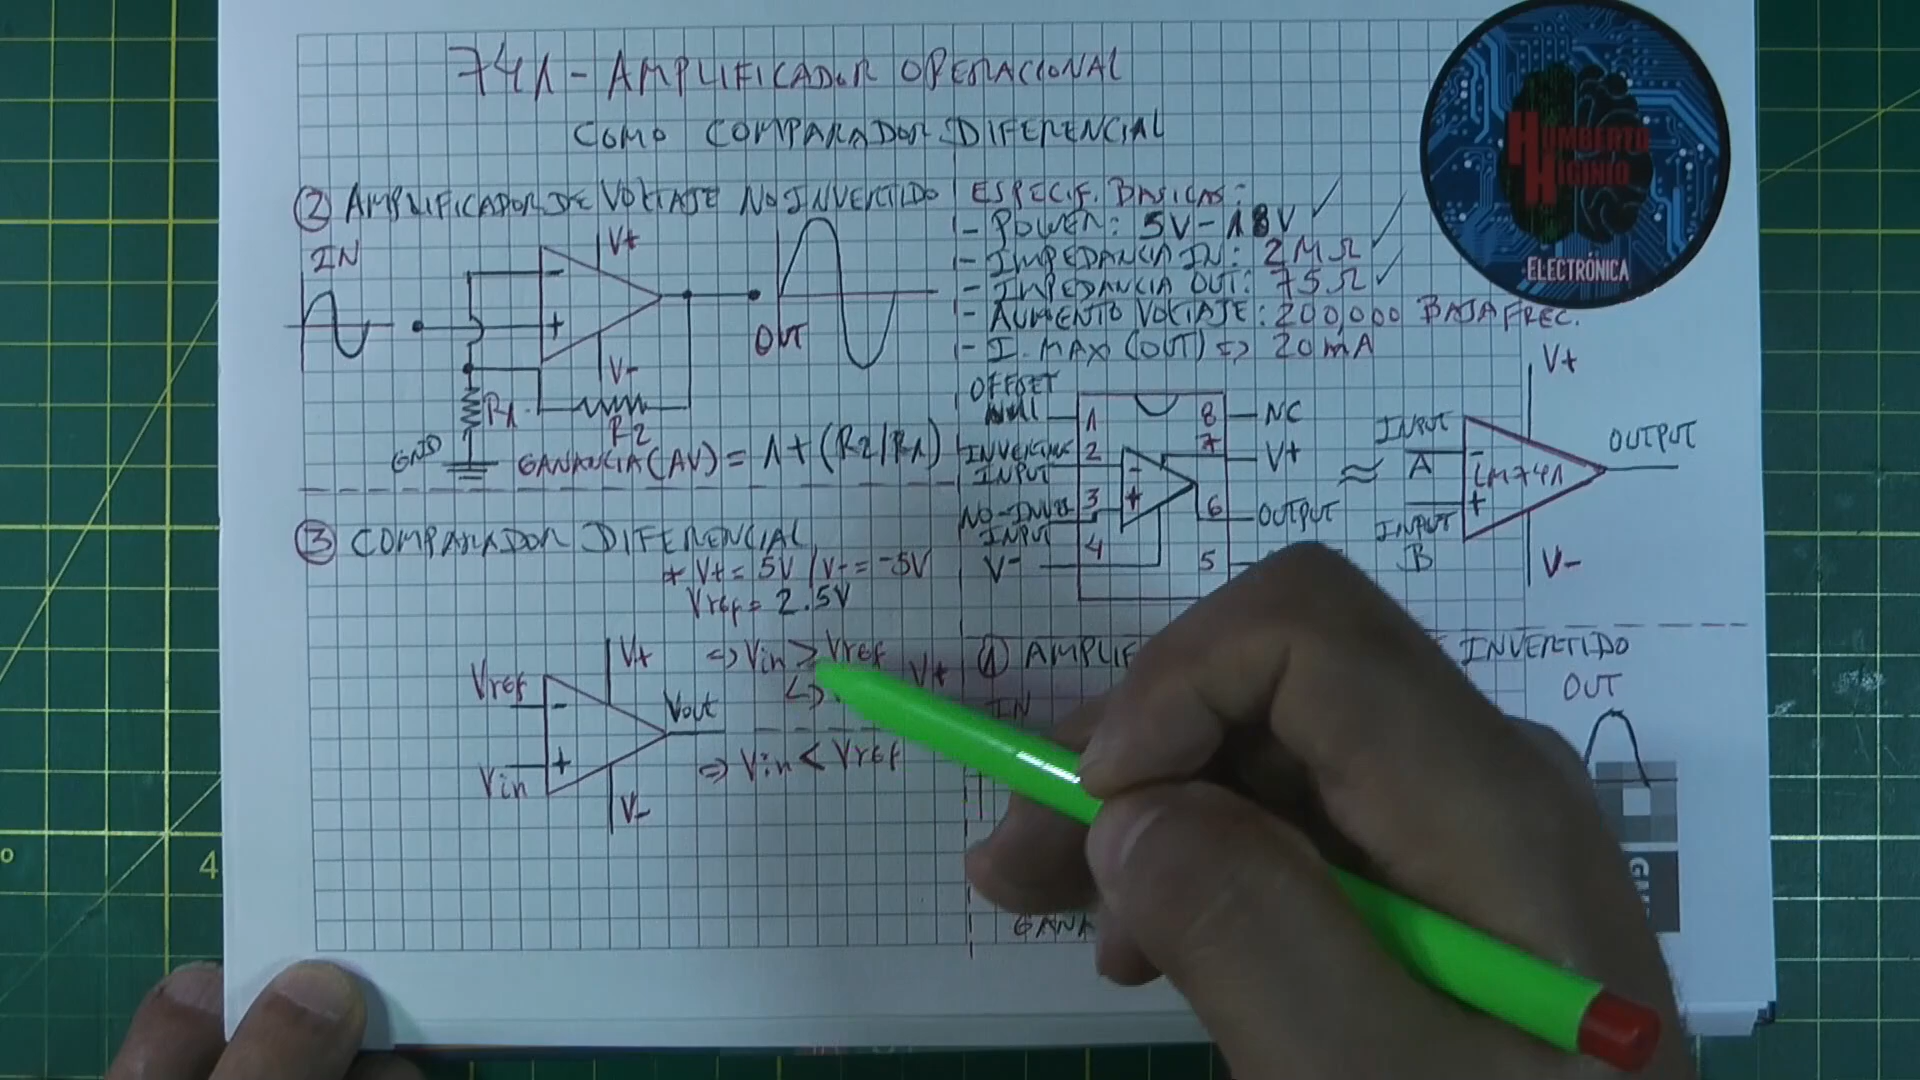 741 - AMPLIFICADOR OPERACIONAL
COMO COMPARADOR DIFERENCIAL
HUMBERTO
HIGINIO
ELECTRÓNICA
② AMPLIFICADOR DE VOLTAJE NO INVERTIDO
IN
V+
-
+
V-
OUT
R1
R2
GND
GANANCIA (AV) = 1 + (R2/R1)
ESPECIF. BASICAS:
- POWER: 5V - 18V
- IMPEDANCIA IN: 2MΩ
- IMPEDANCIA OUT: 75Ω
- AUMENTO VOLTAJE: 200,000 BAJA FREC.
- I. MAX (OUT) => 20mA
OFFSET
NULL
1
8
NC
INPUT
2
7
V+
-
+
3
6
OUTPUT
INPUT
V-
4
5
≈
INPUT
A
INPUT
B
V+
-
LM741
+
V-
OUTPUT
③ COMPARADOR DIFERENCIAL
* V+ = 5V / V- = -5V
Vref = 2.5V
Vref
-
Vin
+
V+
Vout
V-
=> Vin > Vref
V+
=> Vin < Vref
① AMPLIF
INVERTIDO
IN
OUT
GANA
4